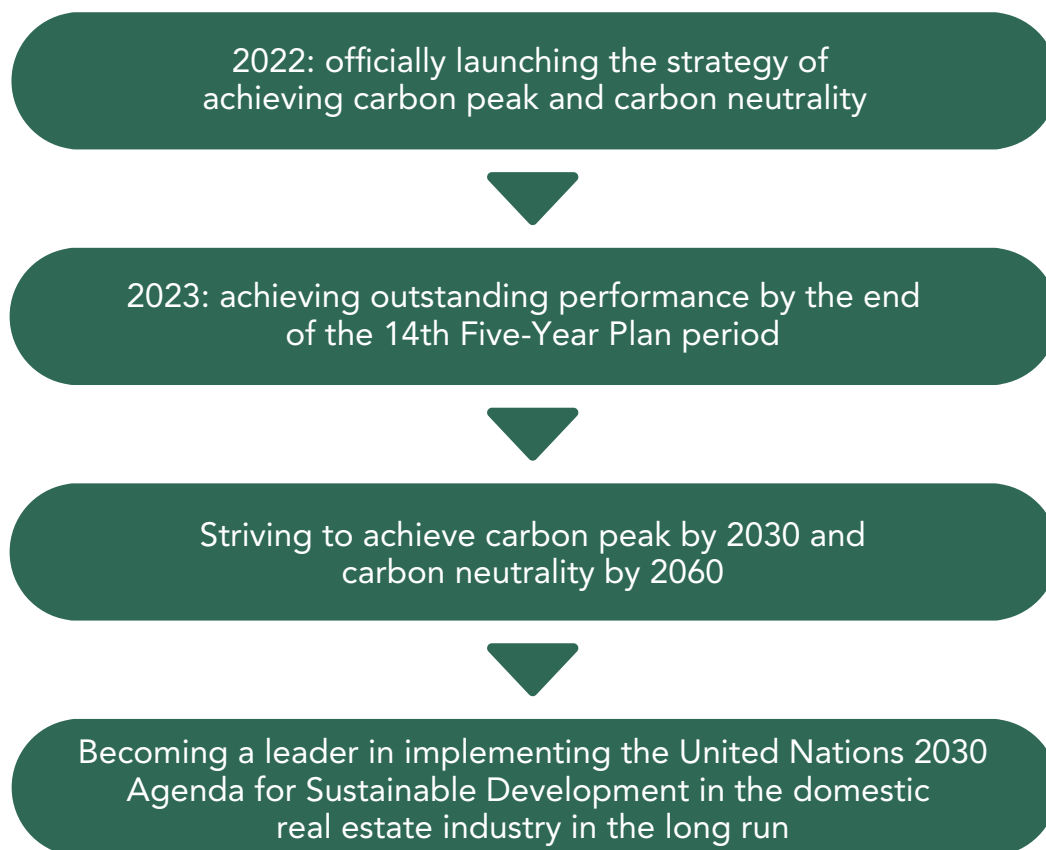 2022: officially launching the strategy of
achieving carbon peak and carbon neutrality
2023: achieving outstanding performance by the end
of the 14th Five-Year Plan period
Striving to achieve carbon peak by 2030 and
carbon neutrality by 2060
Becoming a leader in implementing the United Nations 2030
Agenda for Sustainable Development in the domestic
real estate industry in the long run